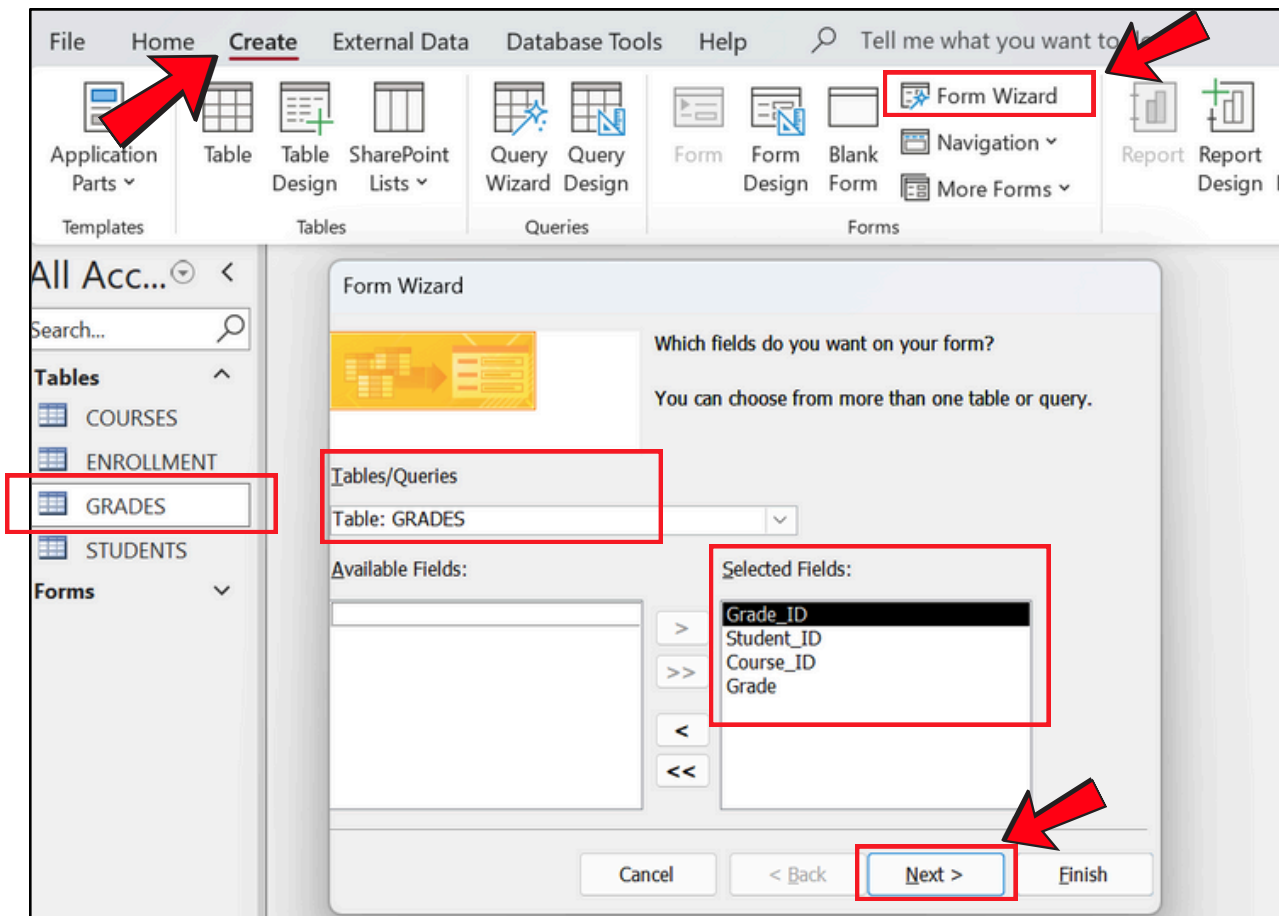 File Home Create External Data Database Tools Help Tell me what you want to
Form Wizard
Navigation
More Forms
Application Parts
Table
Table Design
SharePoint Lists
Query Wizard
Query Design
Form
Form Design
Blank Form
Report
Report Design
Templates
Tables
Queries
Forms
All Acc...
Search...
Tables
COURSES
ENROLLMENT
GRADES
STUDENTS
Forms
Form Wizard
Which fields do you want on your form?
You can choose from more than one table or query.
Tables/Queries
Table: GRADES
Available Fields:
Selected Fields:
Grade_ID
Student_ID
Course_ID
Grade
>
>>
<
<<
Cancel
< Back
Next >
Finish